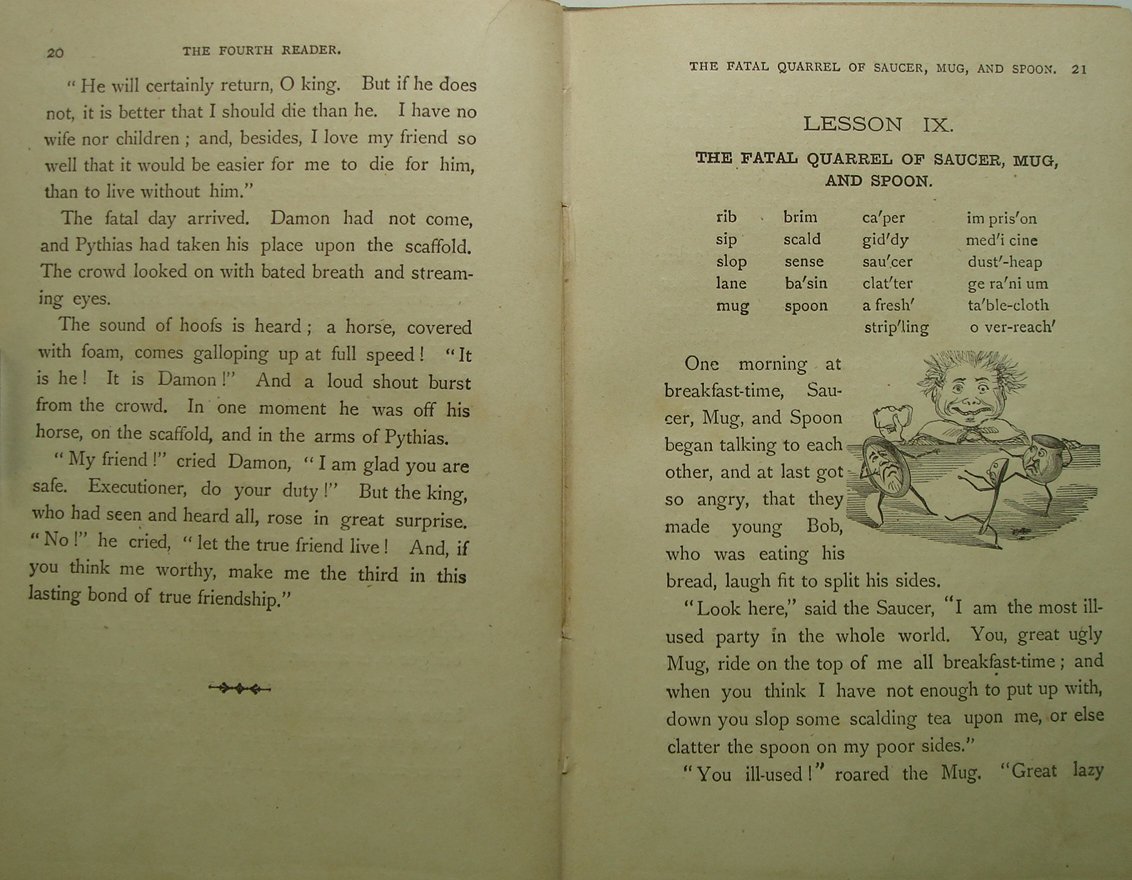 20 THE FOURTH READER.
“ He will certainly return, O king. But if he does
not, it is better that I should die than he. I have no
wife nor children ; and, besides, I love my friend so
well that it would be easier for me to die for him,
than to live without him.”
The fatal day arrived. Damon had not come,
and Pythias had taken his place upon the scaffold.
The crowd looked on with bated breath and stream-
ing eyes.
The sound of hoofs is heard ; a horse, covered
with foam, comes galloping up at full speed ! “ It
is he ! It is Damon !” And a loud shout burst
from the crowd. In one moment he was off his
horse, on the scaffold, and in the arms of Pythias.
“ My friend !” cried Damon, “ I am glad you are
safe. Executioner, do your duty !” But the king,
who had seen and heard all, rose in great surprise.
“ No !” he cried, “ let the true friend live ! And, if
you think me worthy, make me the third in this
lasting bond of true friendship.”
THE FATAL QUARREL OF SAUCER, MUG, AND SPOON. 21
LESSON IX.
THE FATAL QUARREL OF SAUCER, MUG,
AND SPOON.
rib brim ca′per im pris′on
sip scald gid′dy med′i cine
slop sense sau′cer dust′-heap
lane ba′sin clat′ter ge ra′ni um
mug spoon a fresh′ ta′ble-cloth
strip′ling o ver-reach′
One morning at
breakfast-time, Sau-
cer, Mug, and Spoon
began talking to each
other, and at last got
so angry, that they
made young Bob,
who was eating his
bread, laugh fit to split his sides.
“Look here,” said the Saucer, “I am the most ill-
used party in the whole world. You, great ugly
Mug, ride on the top of me all breakfast-time ; and
when you think I have not enough to put up with,
down you slop some scalding tea upon me, or else
clatter the spoon on my poor sides.”
“You ill-used !” roared the Mug. “Great lazy